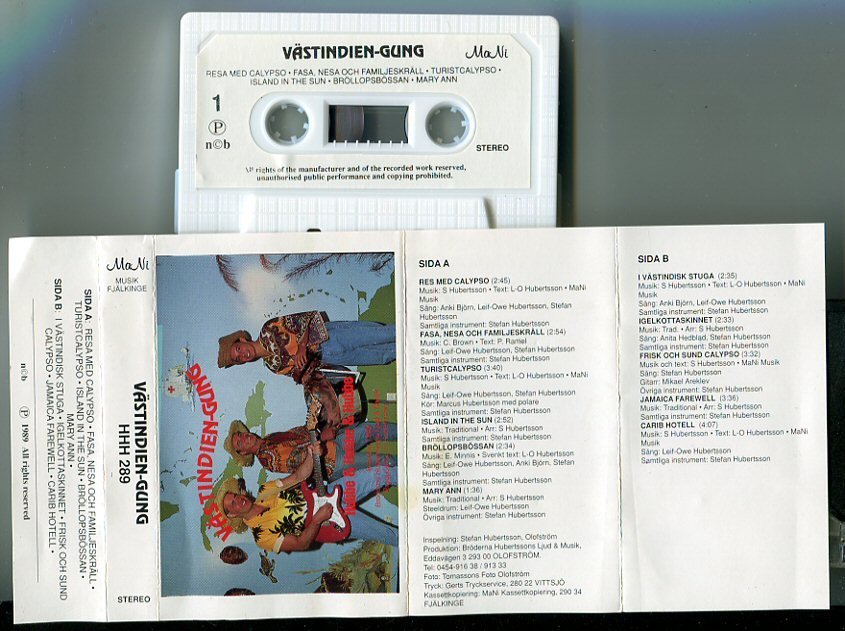 VÄSTINDIEN-GUNG
MaNi
RESA MED CALYPSO • FASA, NESA OCH FAMILJESKRÄLL • TURISTCALYPSO •
ISLAND IN THE SUN • BRÖLLOPSBÖSSAN • MARY ANN
1
Ⓟ
n©b
STEREO
rights of the manufacturer and of the recorded work reserved,
unauthorised public performance and copying prohibited.
SIDA A: RESA MED CALYPSO • FASA, NESA OCH FAMILJESKRÄLL •
TURISTCALYPSO • ISLAND IN THE SUN • BRÖLLOPSBÖSSAN •
MARY ANN
SIDA B: I VÄSTINDISK STUGA • IGELKOTTASKINNET • FRISK OCH SUND
CALYPSO • JAMAICA FAREWELL • CARIB HOTELL •
n©b Ⓟ 1989 All rights reserved
MaNi
MUSIK
FJÄLKINGE
VÄSTINDIEN-GUNG
HHH 289
STEREO
VÄSTINDIEN-GUNG
SIDA A
RES MED CALYPSO (2:45)
Musik: S Hubertsson • Text: L-O Hubertsson • MaNi
Musik
Sång: Anki Björn, Leif-Owe Hubertsson, Stefan
Hubertsson
Samtliga instrument: Stefan Hubertsson
FASA, NESA OCH FAMILJESKRÄLL (2:54)
Musik: C. Brown • Text: P. Ramel
Sång: Leif-Owe Hubertsson, Stefan Hubertsson
Samtliga instrument: Stefan Hubertsson
TURISTCALYPSO (3:40)
Musik: S Hubertsson • Text: L-O Hubertsson • MaNi
Musik
Sång: Leif-Owe Hubertsson, Stefan Hubertsson
Kör: Marcus Hubertsson med polare
Samtliga instrument: Stefan Hubertsson
ISLAND IN THE SUN (2:52)
Musik: Traditional • Arr: S Hubertsson
Samtliga instrument: Stefan Hubertsson
BRÖLLOPSBÖSSAN (2:34)
Musik: E. Minnis • Svenkt text: L-O Hubertsson
Sång: Leif-Owe Hubertsson, Anki Björn, Stefan
Hubertsson
Samtliga instrument: Stefan Hubertsson
MARY ANN (1:36)
Musik: Traditional • Arr: S Hubertsson
Steeldrum: Leif-Owe Hubertsson
Övriga instrument: Stefan Hubertsson
Inspelning: Stefan Hubertsson, Olofström
Produktion: Bröderna Hubertssons Ljud & Musik,
Eddavägen 3 293 00 OLOFSTRÖM.
Tel: 0454-916 38 / 913 33
Foto: Tomassons Foto Olofström
Tryck: Gerts Tryckservice, 280 22 VITTSJÖ
Kassettkopiering: MaNi Kassettkopiering, 290 34
FJÄLKINGE
SIDA B
I VÄSTINDISK STUGA (2:35)
Musik: S Hubertsson • Text: L-O Hubertsson • MaNi
Musik
Sång: Anki Björn, Leif-Owe Hubertsson
Samtliga instrument: Stefan Hubertsson
IGELKOTTASKINNET (2:33)
Musik: Trad. • Arr: S Hubertsson
Sång: Anita Hedblad, Stefan Hubertsson
Samtliga instrument: Stefan Hubertsson
FRISK OCH SUND CALYPSO (3:32)
Musik och text: S Hubertsson • MaNi Musik
Sång: Stefan Hubertsson
Gitarr: Mikael Areklev
Övriga instrument: Stefan Hubertsson
JAMAICA FAREWELL (3:36)
Musik: Traditional • Arr: S Hubertsson
Samtliga instrument: Stefan Hubertsson
CARIB HOTELL (4:07)
Musik: S Hubertsson • Text: L-O Hubertsson • MaNi
Musik
Sång: Leif-Owe Hubertsson
Samtliga instrument: Stefan Hubertsson